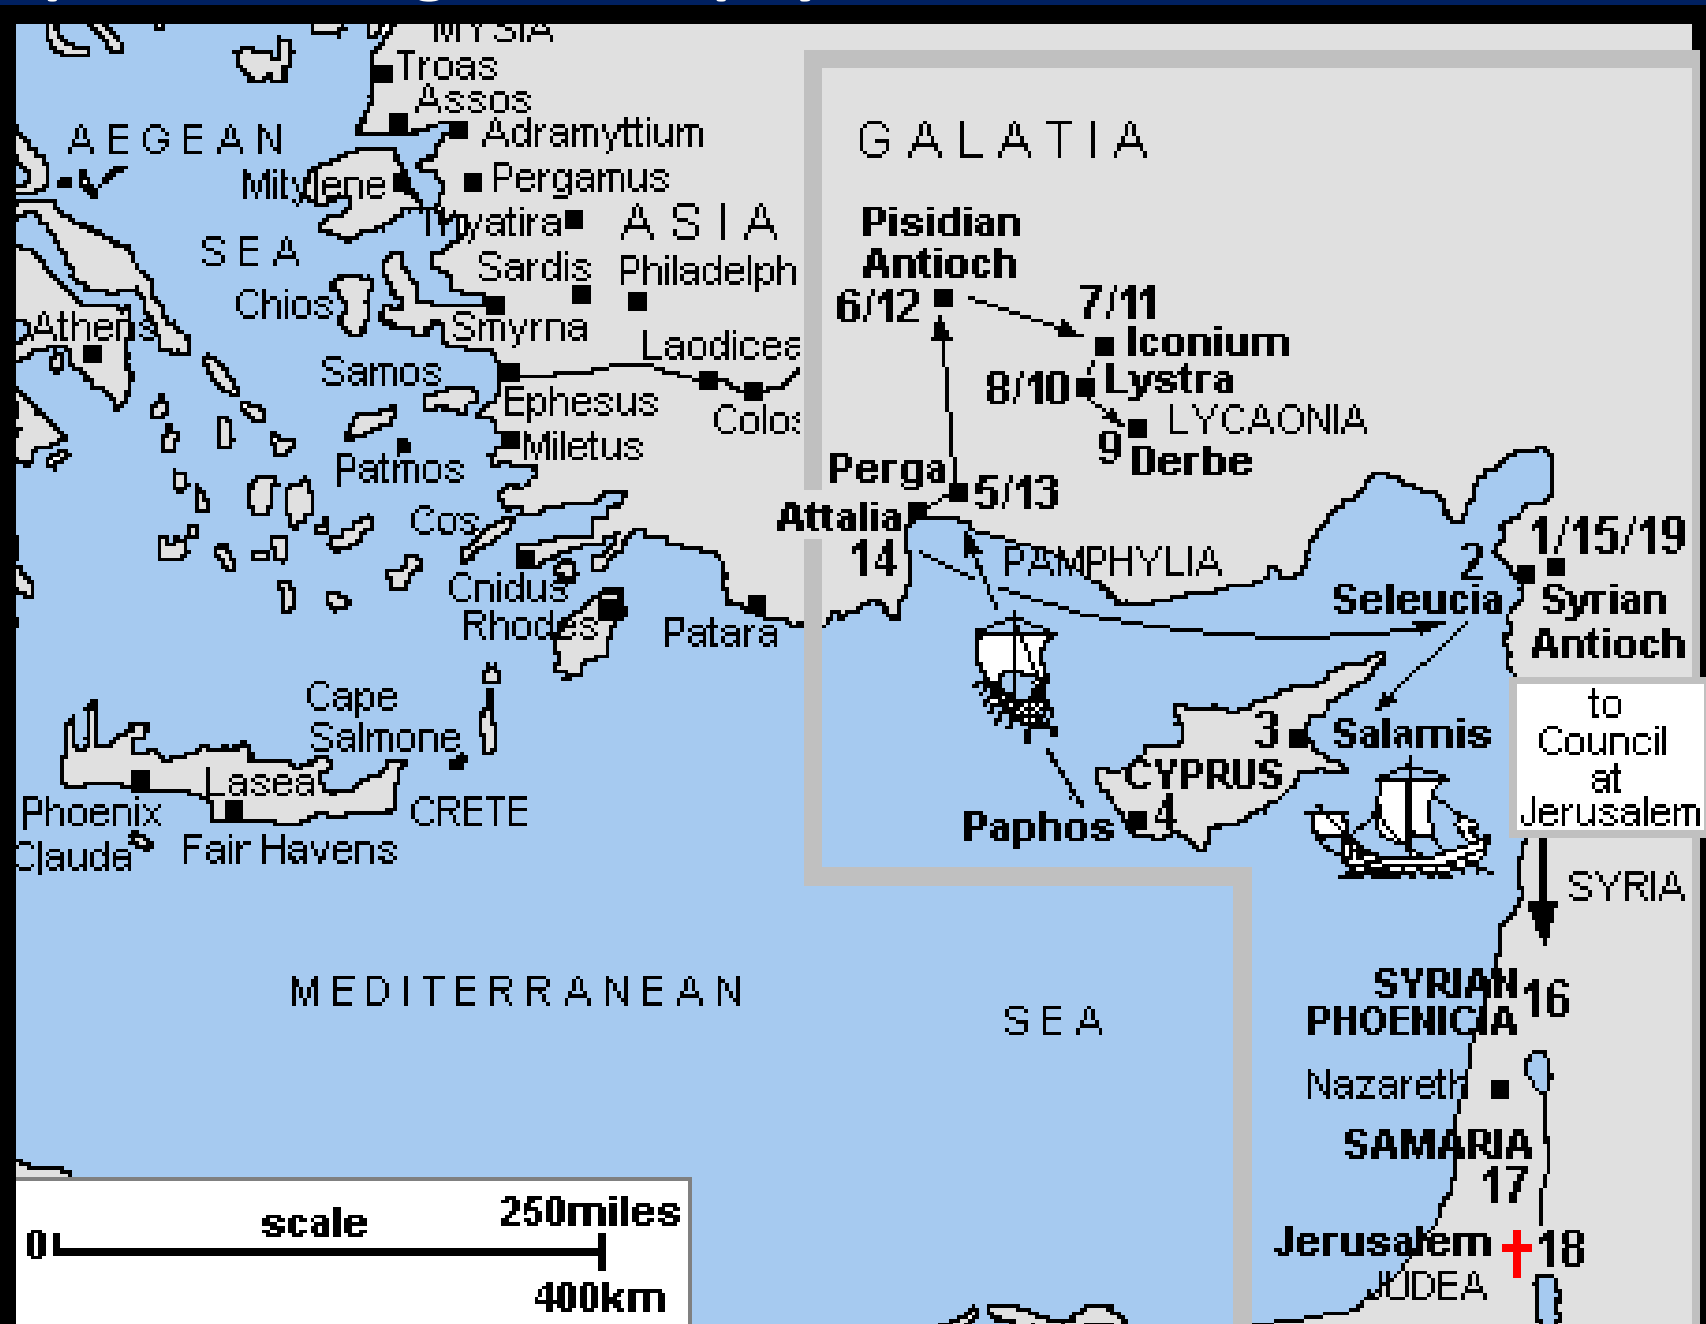 MYSIA
Troas
Assos
AEGEAN
Adramyttium
GALATIA
Mitylene
Pergamus
Thyatira
ASIA
Pisidian
Antioch
SEA
Sardis
Philadelph
6/12
7/11
Chios
Smyrna
Athens
Iconium
Laodicea
Samos
8/10
Lystra
Ephesus
Colos
LYCAONIA
Miletus
9
Derbe
Patmos
Perga
5/13
Cos
Attalia
14
PAMPHYLIA
2
1/15/19
Cnidus
Seleucia
Syrian
Antioch
Rhodes
Patara
Cape
Salmone
3
Salamis
to
Council
at
Jerusalem
Lasea
CYPRUS
Phoenix
CRETE
Paphos
4
Clauda
Fair Havens
SYRIA
MEDITERRANEAN
SEA
SYRIAN
PHOENICIA
16
Nazareth
SAMARIA
17
scale
250miles
0
400km
Jerusalem
18
JUDEA